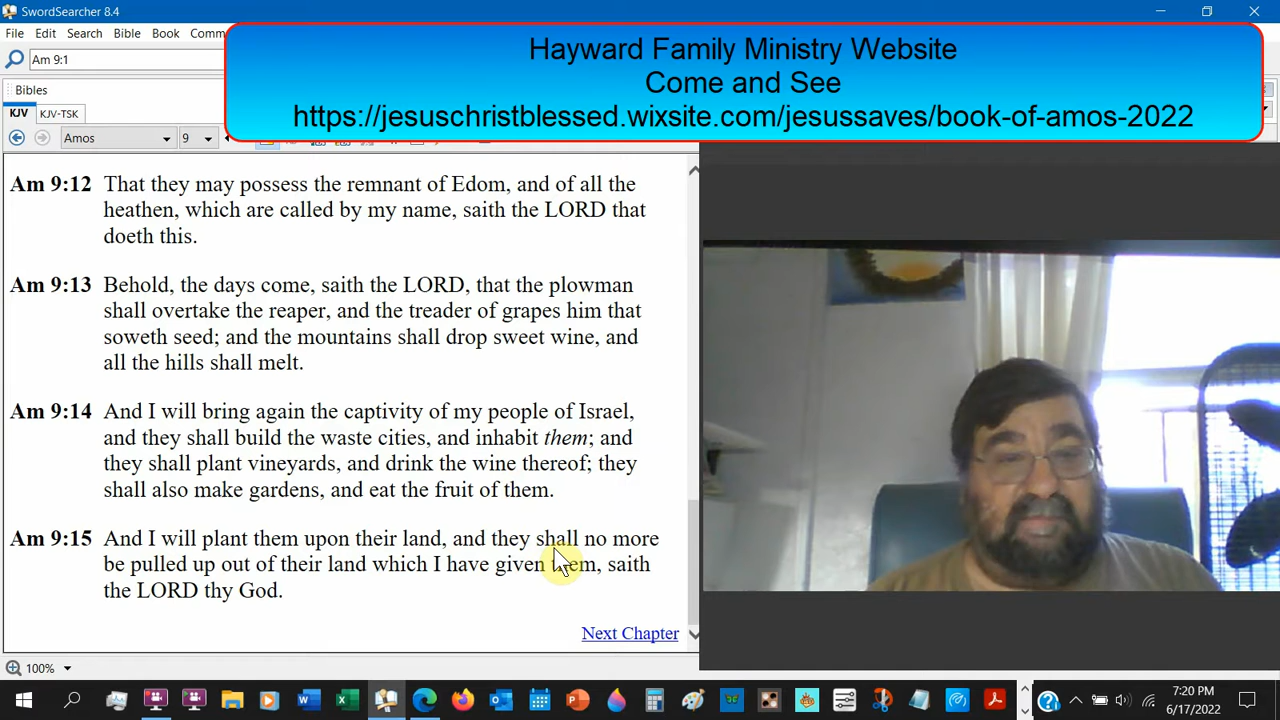 SwordSearcher 8.4
File Edit Search Bible Book Comm
Am 9:1
Bibles
KJV KJV-TSK
Amos 9
Hayward Family Ministry Website
Come and See
https://jesuschristblessed.wixsite.com/jesussaves/book-of-amos-2022
Am 9:12 That they may possess the remnant of Edom, and of all the
heathen, which are called by my name, saith the LORD that
doeth this.
Am 9:13 Behold, the days come, saith the LORD, that the plowman
shall overtake the reaper, and the treader of grapes him that
soweth seed; and the mountains shall drop sweet wine, and
all the hills shall melt.
Am 9:14 And I will bring again the captivity of my people of Israel,
and they shall build the waste cities, and inhabit them; and
they shall plant vineyards, and drink the wine thereof; they
shall also make gardens, and eat the fruit of them.
Am 9:15 And I will plant them upon their land, and they shall no more
be pulled up out of their land which I have given them, saith
the LORD thy God.
Next Chapter
100%
7:20 PM
6/17/2022